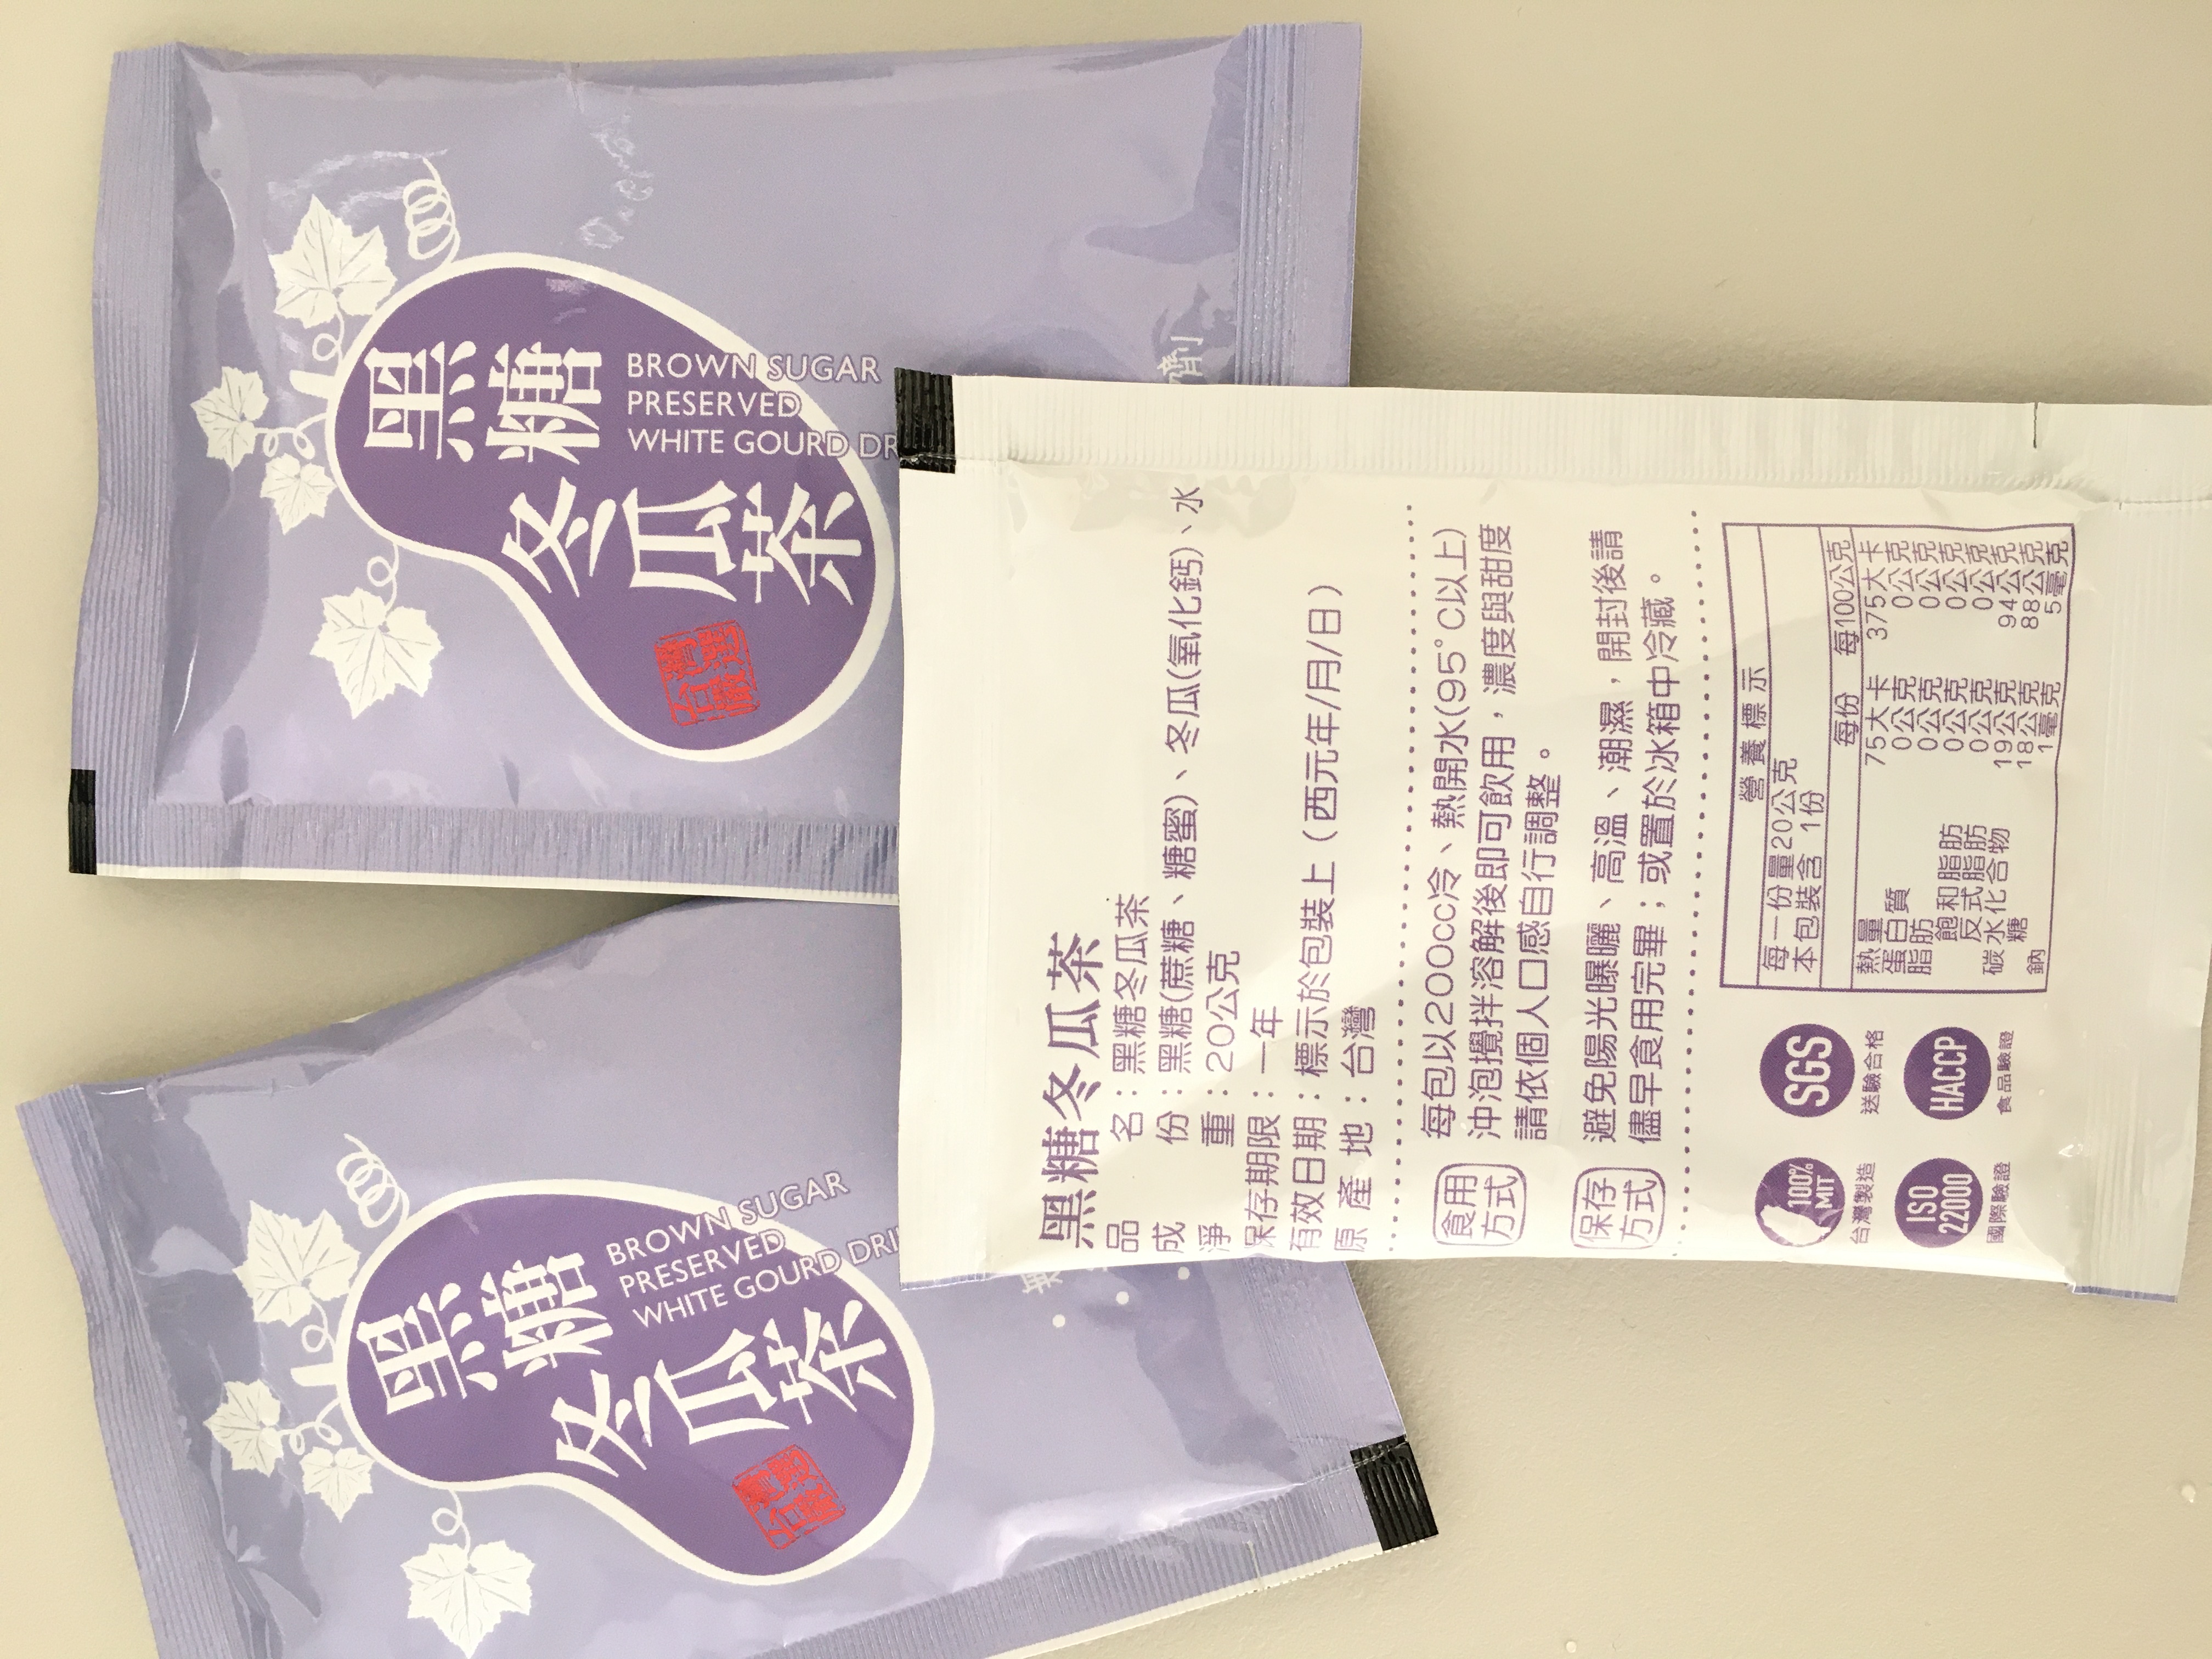 黑糖
冬瓜茶
BROWN SUGAR
PRESERVED
WHITE GOURD
台灣
嚴選
劑
黑糖
冬瓜茶
BROWN SUGAR
PRESERVED
WHITE GOURD
台灣
嚴選
黑糖冬瓜茶
品名：黑糖冬瓜茶
成份：黑糖(蔗糖、糖蜜)、冬瓜(氧化鈣)、水
淨重：20公克
保存期限：一年
有效日期：標示於包裝上（西元年/月/日）
原產地：台灣
食用
方式
每包以200cc冷、熱開水(95°C以上)
沖泡攪拌溶解後即可飲用，濃度與甜度
請依個人口感自行調整。
保存
方式
避免陽光曝曬、高溫、潮濕，開封後請
儘早食用完畢；或置於冰箱中冷藏。
100%
MIT
台灣製造
SGS
送驗合格
ISO
22000
國際驗證
HACCP
食品驗證
營養標示
每一份量20公克
本包裝含 1份
每份 每100公克
熱量 75大卡 375大卡
蛋白質 0公克 0公克
脂肪 0公克 0公克
飽和脂肪 0公克 0公克
反式脂肪 0公克 0公克
碳水化合物 19公克 94公克
糖 18公克 88公克
鈉 1毫克 5毫克